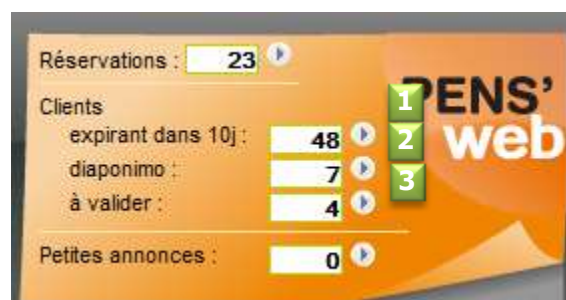 Réservations : 23
Clients
expirant dans 10j : 48
diaponimo : 7
à valider : 4
Petites annonces : 0
1
2
3
PENS'
web